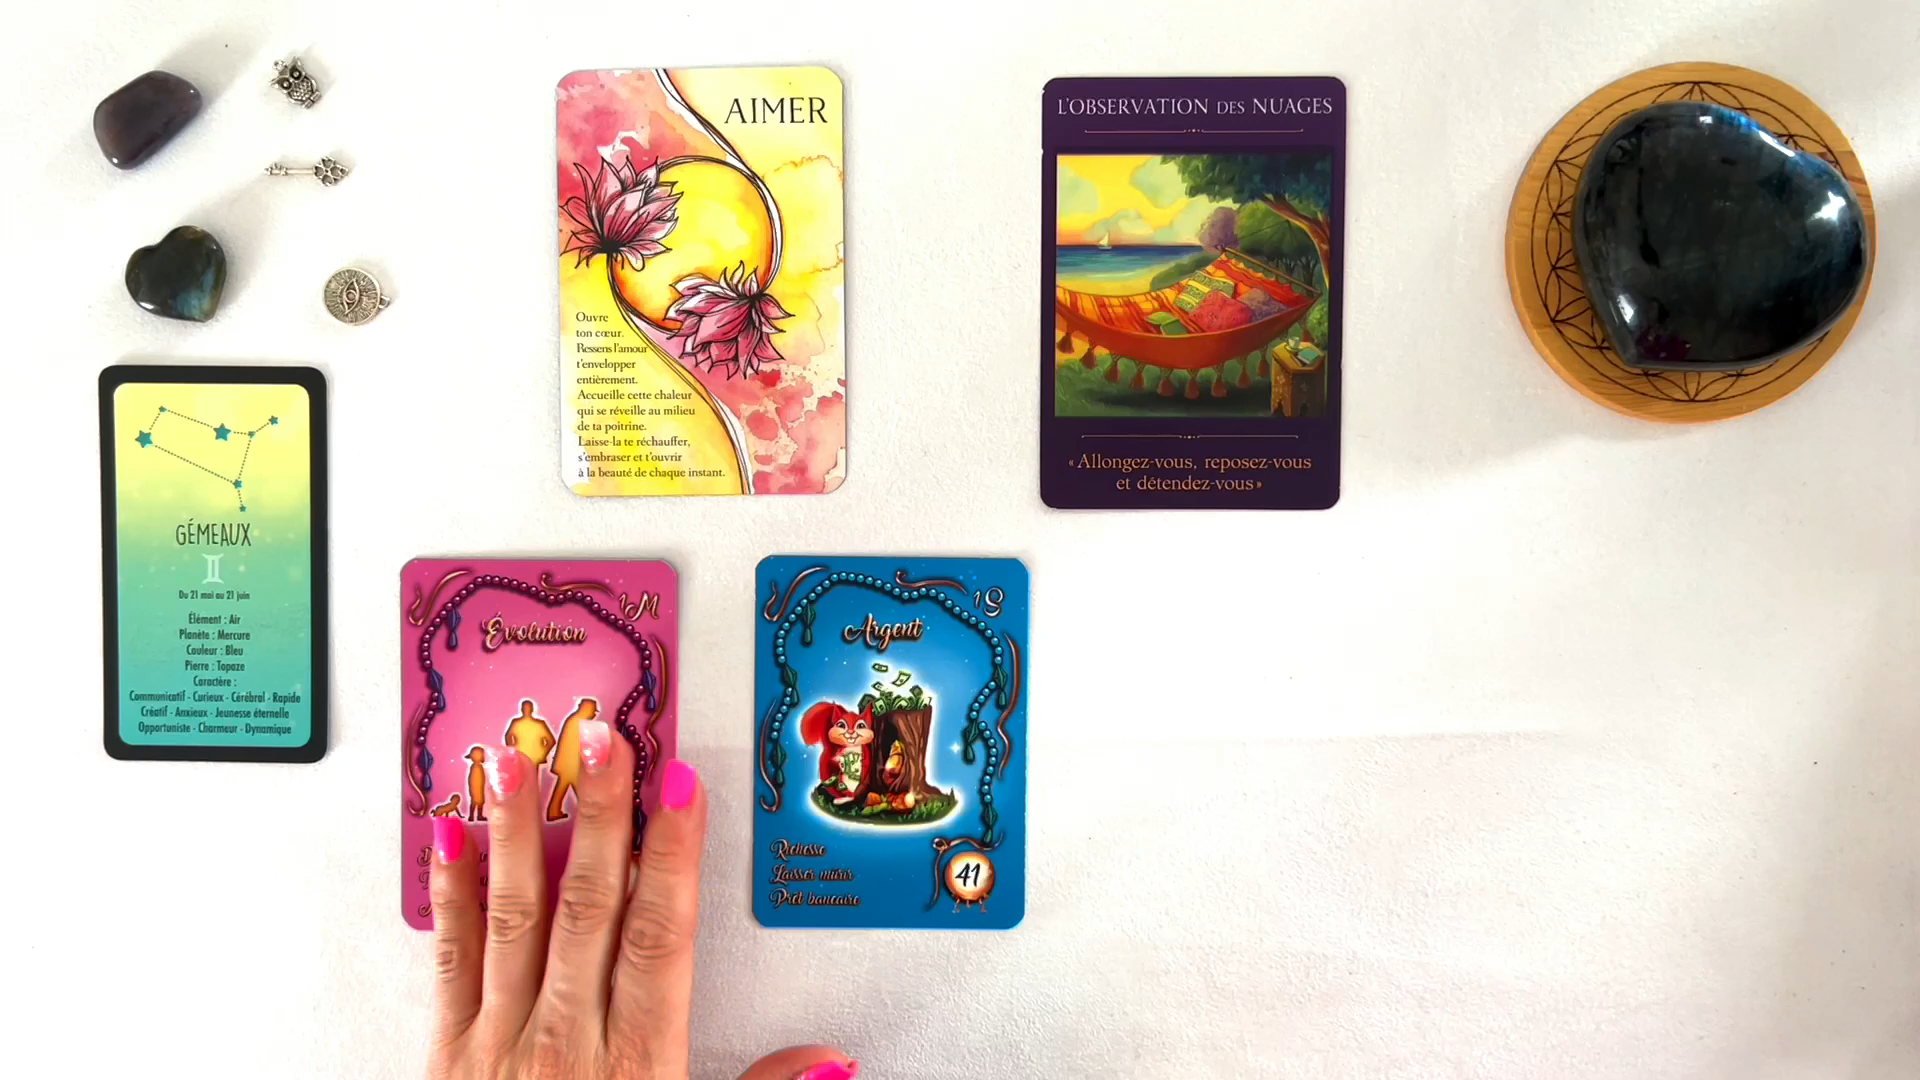 AIMER
Ouvre
ton cœur.
Ressens l'amour
t'envelopper
entièrement.
Accueille cette chaleur
qui se réveille au milieu
de ta poitrine.
Laisse-la te réchauffer,
s'embraser et t'ouvrir
à la beauté de chaque instant.
L'OBSERVATION DES NUAGES
« Allongez-vous, reposez-vous
et détendez-vous »
GÉMEAUX
Du 21 mai au 21 juin
Élément : Air
Planète : Mercure
Couleur : Bleu
Pierre : Topaze
Caractère :
Communicatif - Curieux - Cérébral - Rapide
Créatif - Anxieux - Jeunesse éternelle
Opportuniste - Charmeur - Dynamique
1M
Évolution
1S
Argent
Richesse
Laisser mûrir
Prêt bancaire
41